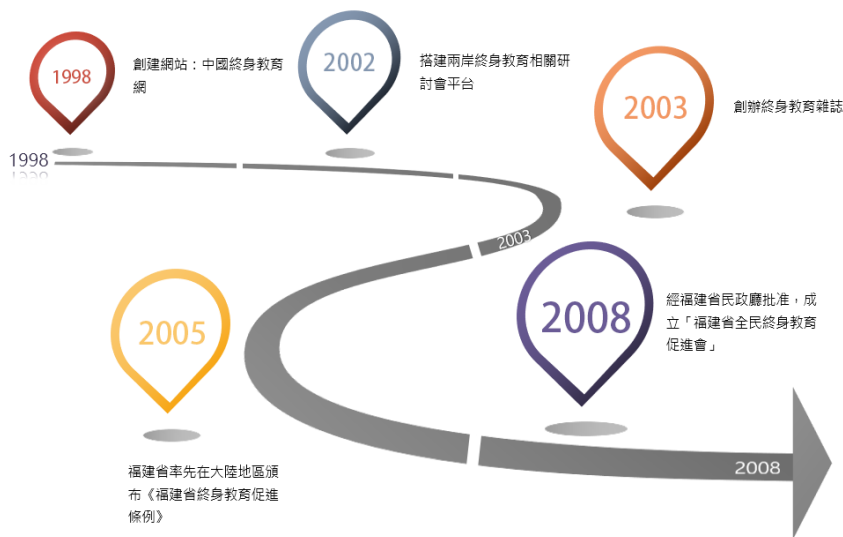 1998
創建網站：中國終身教育
網
2002
搭建兩岸終身教育相關研
討會平台
2003
創辦終身教育雜誌
1998
2003
2005
福建省率先在大陸地區頒
布《福建省終身教育促進
條例》
2008
經福建省民政廳批准，成
立「福建省全民終身教育
促進會」
2008